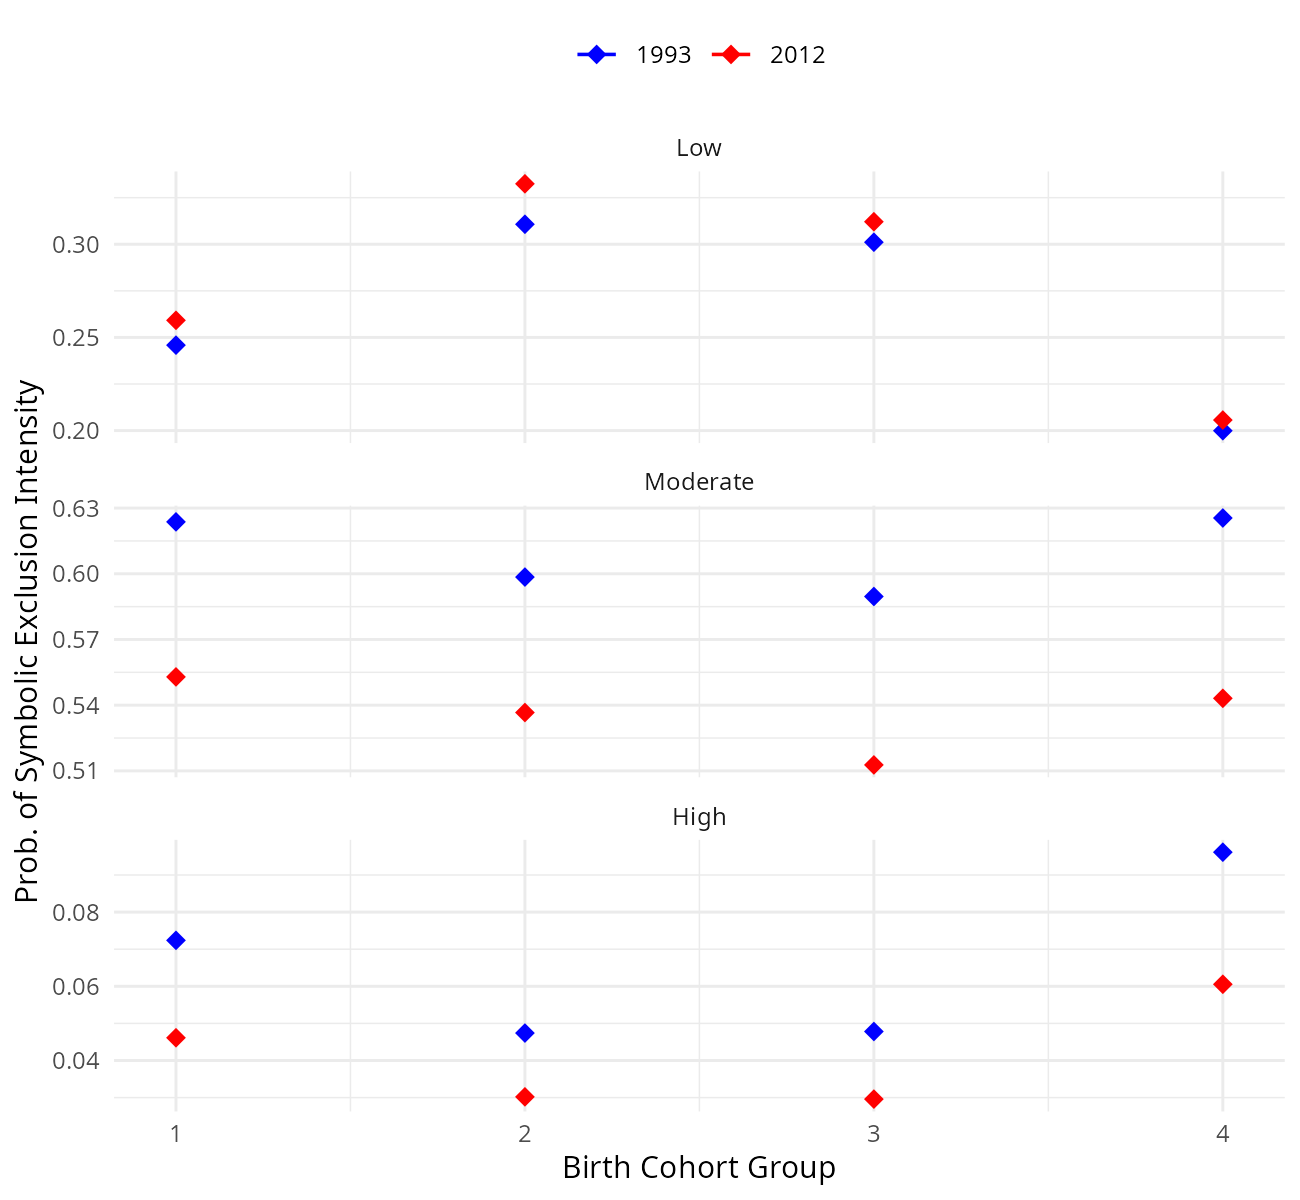 1993 2012
Low
0.30
0.25
0.20
Moderate
0.63
0.60
0.57
0.54
0.51
High
0.08
0.06
0.04
1 2 3 4
Birth Cohort Group
Prob. of Symbolic Exclusion Intensity